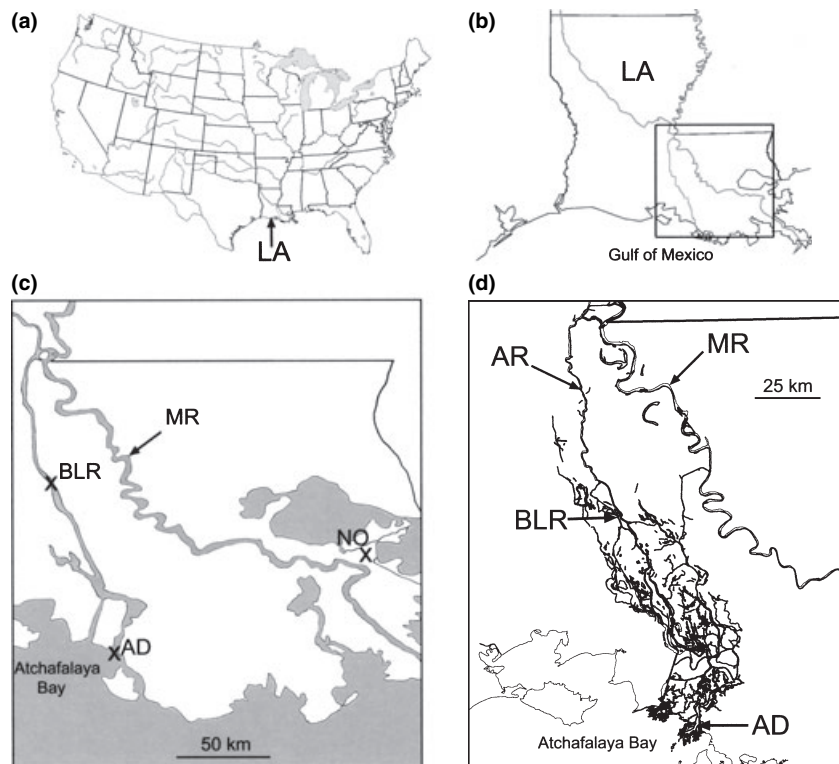 (a)
LA
(b)
LA
Gulf of Mexico
(c)
MR
BLR
NO
AD
Atchafalaya
Bay
50 km
(d)
AR
MR
25 km
BLR
AD
Atchafalaya Bay